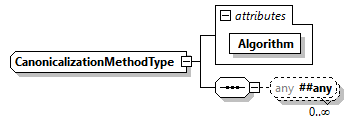 attributes
Algorithm
CanonicalizationMethodType
any ##any
0..∞